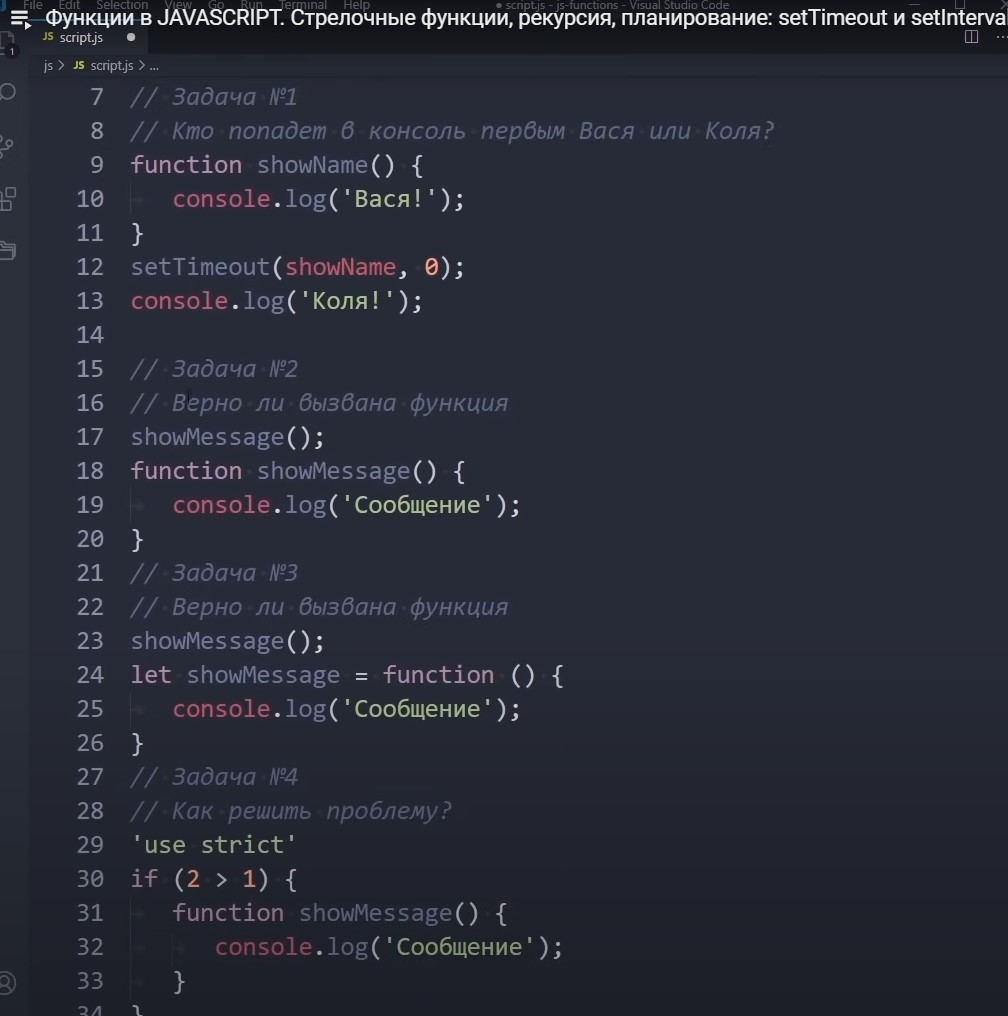 File Edit Selection View Go Run Terminal Help ● script.js - js-functions - Visual Studio Code
Функции в JAVASCRIPT. Стрелочные функции, рекурсия, планирование: setTimeout и setInterval
JS script.js ●
1
js > JS script.js > ...
7 // Задача №1
8 // Кто попадет в консоль первым Вася или Коля?
9 function showName() {
10 console.log('Вася!');
11 }
12 setTimeout(showName, 0);
13 console.log('Коля!');
14
15 // Задача №2
16 // Верно ли вызвана функция
17 showMessage();
18 function showMessage() {
19 console.log('Сообщение');
20 }
21 // Задача №3
22 // Верно ли вызвана функция
23 showMessage();
24 let showMessage = function () {
25 console.log('Сообщение');
26 }
27 // Задача №4
28 // Как решить проблему?
29 'use strict'
30 if (2 > 1) {
31 function showMessage() {
32 console.log('Сообщение');
33 }
34 }